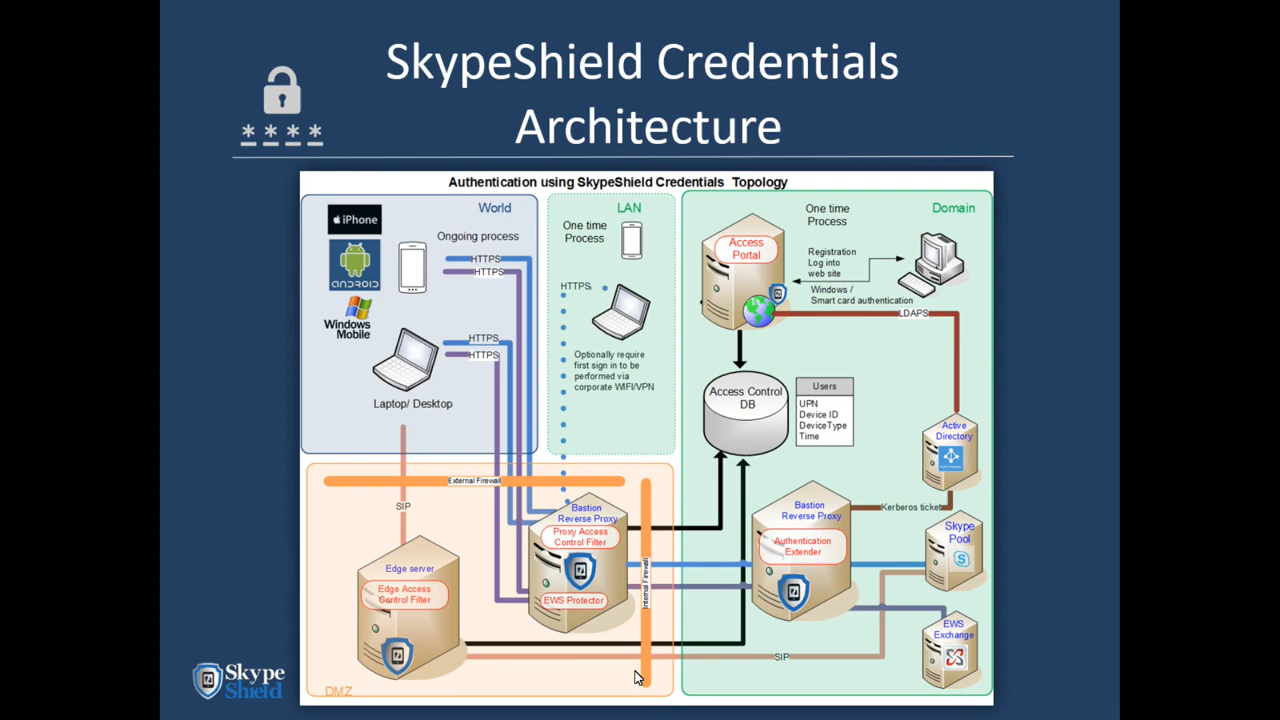 SkypeShield Credentials
Architecture
* * * *
Authentication using SkypeShield Credentials Topology
World
iPhone
Ongoing process
HTTPS
HTTPS
ANDROID
Windows
Mobile
HTTPS
HTTPS
Laptop/ Desktop
LAN
One time
Process
HTTPS
Optionally require
first sign in to be
performed via
corporate WIFI/VPN
Domain
One time
Process
Access
Portal
Registration
Log into
web site
Windows /
Smart card authentication
LDAPS
Access Control
DB
Users
UPN
Device ID
DeviceType
Time
Active
Directory
External Firewall
SIP
Bastion
Reverse Proxy
Proxy Access
Control Filter
EWS Protector
Internal Firewall
Edge server
Edge Access
Control Filter
DMZ
Bastion
Reverse Proxy
Authentication
Extender
Kerberos ticket
Skype
Pool
S
EWS
Exchange
SIP
Skype
Shield